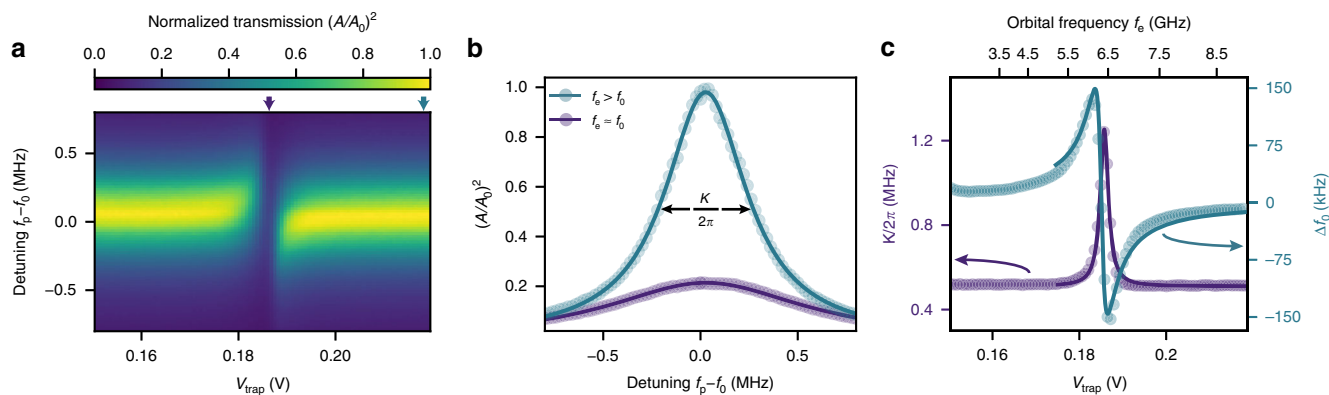 a
Normalized transmission (A/A₀)²
0.0 0.2 0.4 0.6 0.8 1.0
Detuning fₚ–f₀ (MHz)
0.5
0.0
−0.5
0.16 0.18 0.20
V_trap (V)
b
(A/A₀)²
1.0
0.8
0.6
0.4
0.2
fₑ > f₀
fₑ ≃ f₀
K
2π
−0.5 0.0 0.5
Detuning fₚ–f₀ (MHz)
c
Orbital frequency fₑ (GHz)
3.5 4.5 5.5 6.5 7.5 8.5
K/2π (MHz)
1.2
0.8
0.4
150
75
0
−75
−150
Δf₀ (kHz)
0.16 0.18 0.2
V_trap (V)